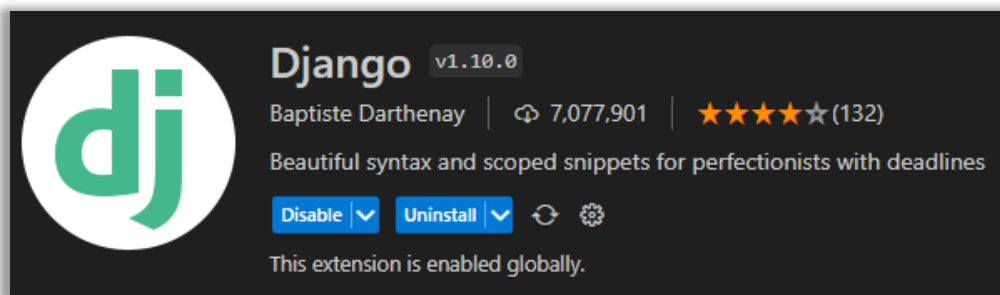 dj
Django v1.10.0
Baptiste Darthenay 7,077,901 (132)
Beautiful syntax and scoped snippets for perfectionists with deadlines
Disable Uninstall
This extension is enabled globally.